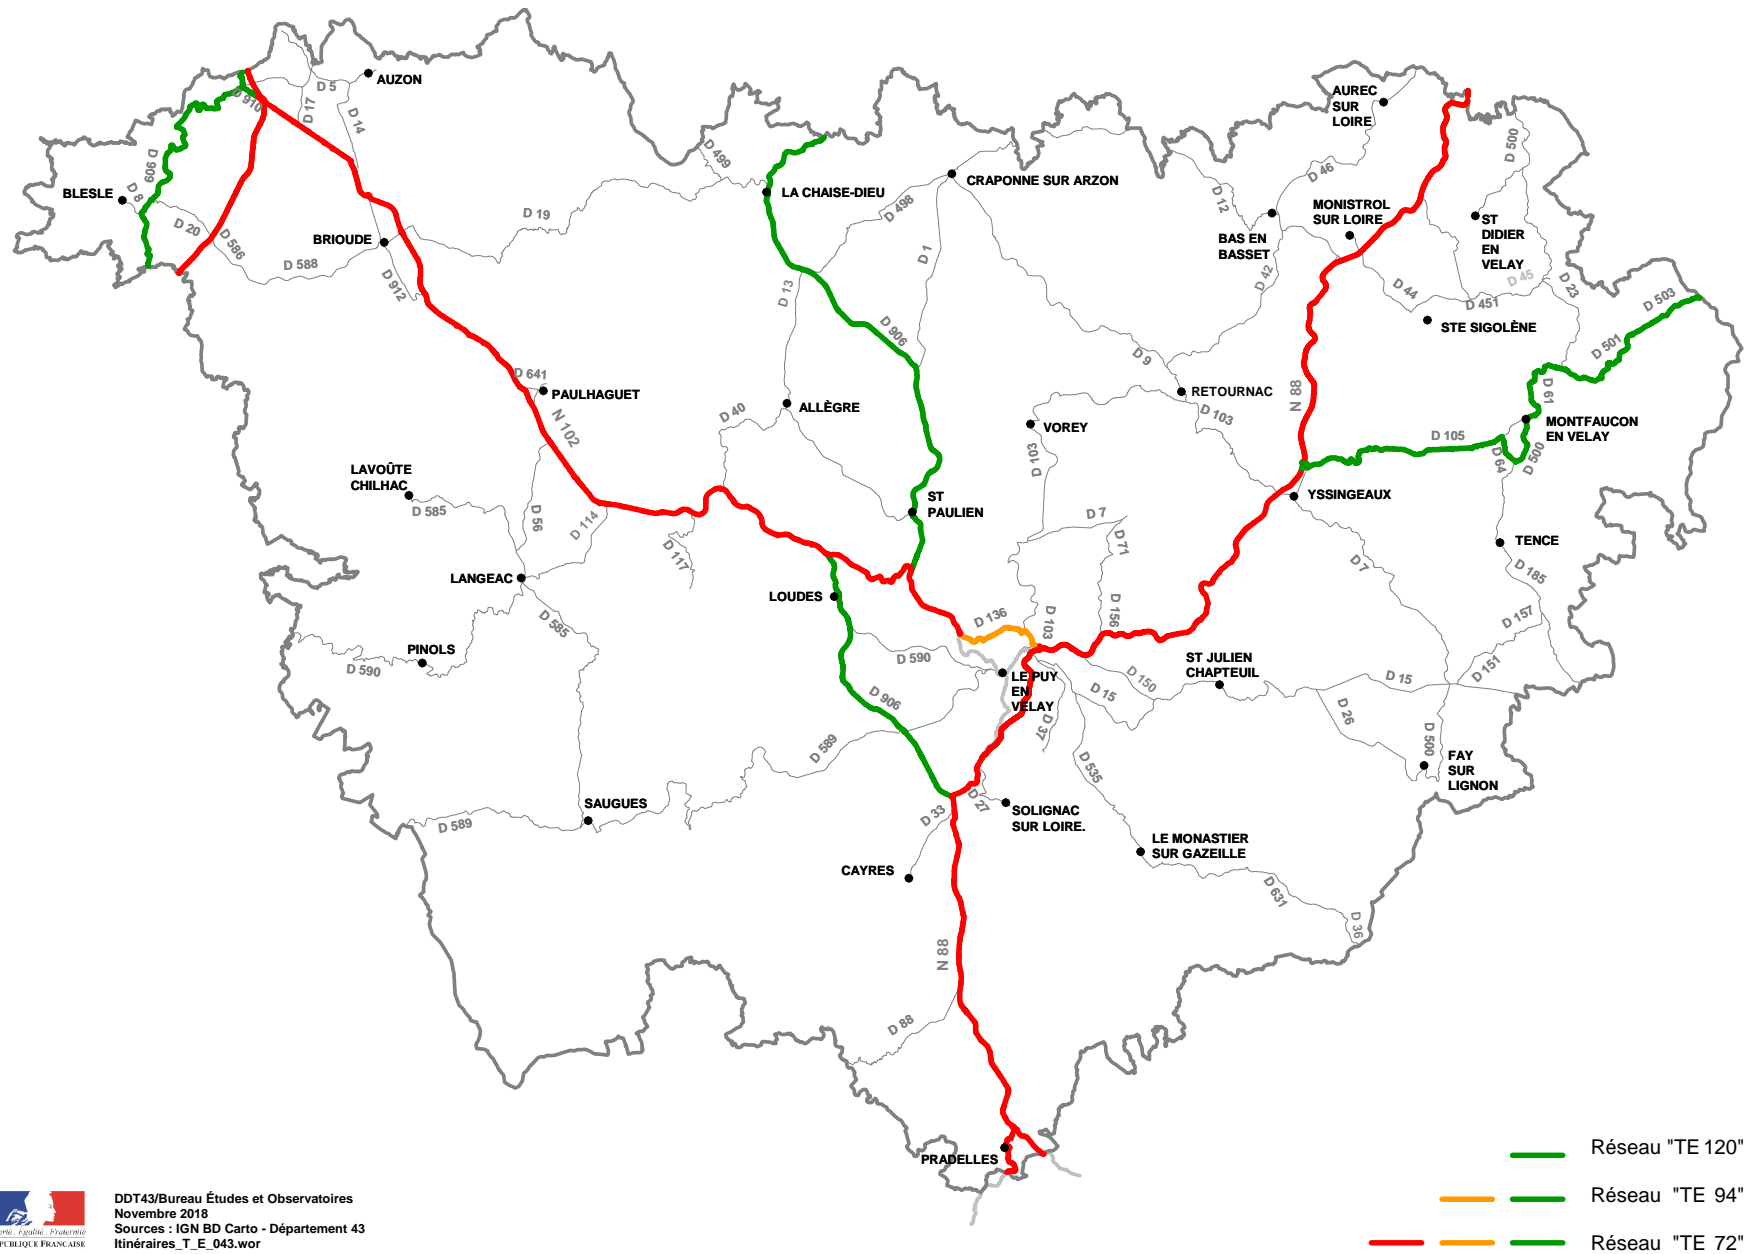 AUZON
D 5
D 910
D 17
D 14
D 909
BLESLE
D 8
D 20
D 586
D 588
BRIOUDE
D 912
D 19
D 499
LA CHAISE-DIEU
CRAPONNE SUR ARZON
D 498
D 1
D 13
D 906
AUREC
SUR
LOIRE
D 500
D 46
D 12
MONISTROL
SUR LOIRE
BAS EN
BASSET
ST
DIDIER
EN
VELAY
D 42
D 44
D 45
D 451
D 23
D 503
STE SIGOLÈNE
D 501
D 9
D 641
PAULHAGUET
N 102
ALLÈGRE
D 40
VOREY
D 103
RETOURNAC
D 103
N 88
D 61
MONTFAUCON
EN VELAY
D 105
D 64
D 500
LAVOÛTE
CHILHAC
D 585
D 56
D 114
D 117
ST
PAULIEN
YSSINGEAUX
D 7
D 71
D 7
TENCE
D 185
LANGEAC
LOUDES
D 136
D 103
D 156
D 157
D 585
PINOLS
D 590
D 590
LE PUY
EN
VELAY
ST JULIEN
CHAPTEUIL
D 150
D 15
D 15
D 151
D 906
D 37
D 26
D 500
D 589
D 535
FAY
SUR
LIGNON
SAUGUES
D 589
D 33
D 27
SOLIGNAC
SUR LOIRE.
LE MONASTIER
SUR GAZEILLE
CAYRES
D 631
D 36
N 88
D 88
PRADELLES
Réseau "TE 120"
Réseau "TE 94"
Réseau "TE 72"
DDT43/Bureau Études et Observatoires
Novembre 2018
Sources : IGN BD Carto - Département 43
Itinéraires_T_E_043.wor
erté . Égalité . Fraternité
PUBLIQUE FRANÇAISE